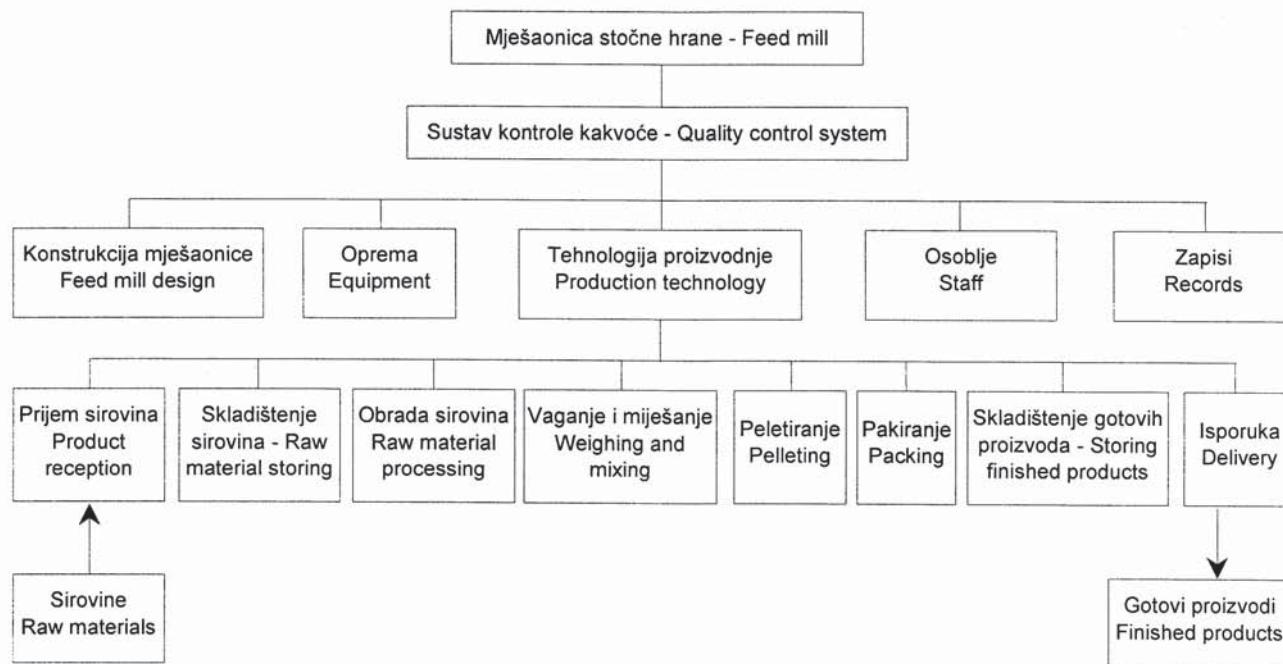 Mješaonica stočne hrane - Feed mill
Sustav kontrole kakvoće - Quality control system
Konstrukcija mješaonice
Feed mill design
Oprema
Equipment
Tehnologija proizvodnje
Production technology
Osoblje
Staff
Zapisi
Records
Prijem sirovina
Product
reception
Skladištenje
sirovina - Raw
material storing
Obrada sirovina
Raw material
processing
Vaganje i miješanje
Weighing and
mixing
Peletiranje
Pelleting
Pakiranje
Packing
Skladištenje gotovih
proizvoda - Storing
finished products
Isporuka
Delivery
Sirovine
Raw materials
Gotovi proizvodi
Finished products